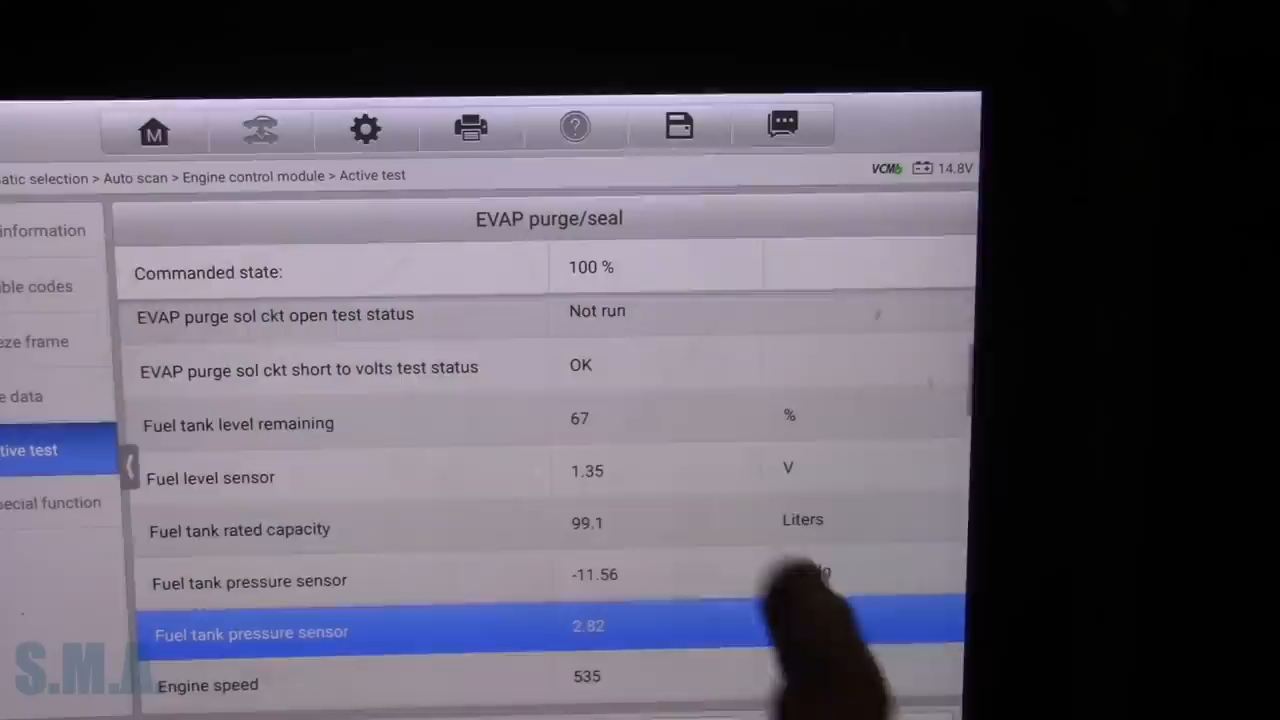 M
?
atic selection > Auto scan > Engine control module > Active test
VCM 14.8V
information
ble codes
eze frame
e data
tive test
pecial function
EVAP purge/seal
Commanded state: 100 %
EVAP purge sol ckt open test status Not run
EVAP purge sol ckt short to volts test status OK
Fuel tank level remaining 67 %
Fuel level sensor 1.35 V
Fuel tank rated capacity 99.1 Liters
Fuel tank pressure sensor -11.56
Fuel tank pressure sensor 2.82
Engine speed 535
S.M.A.